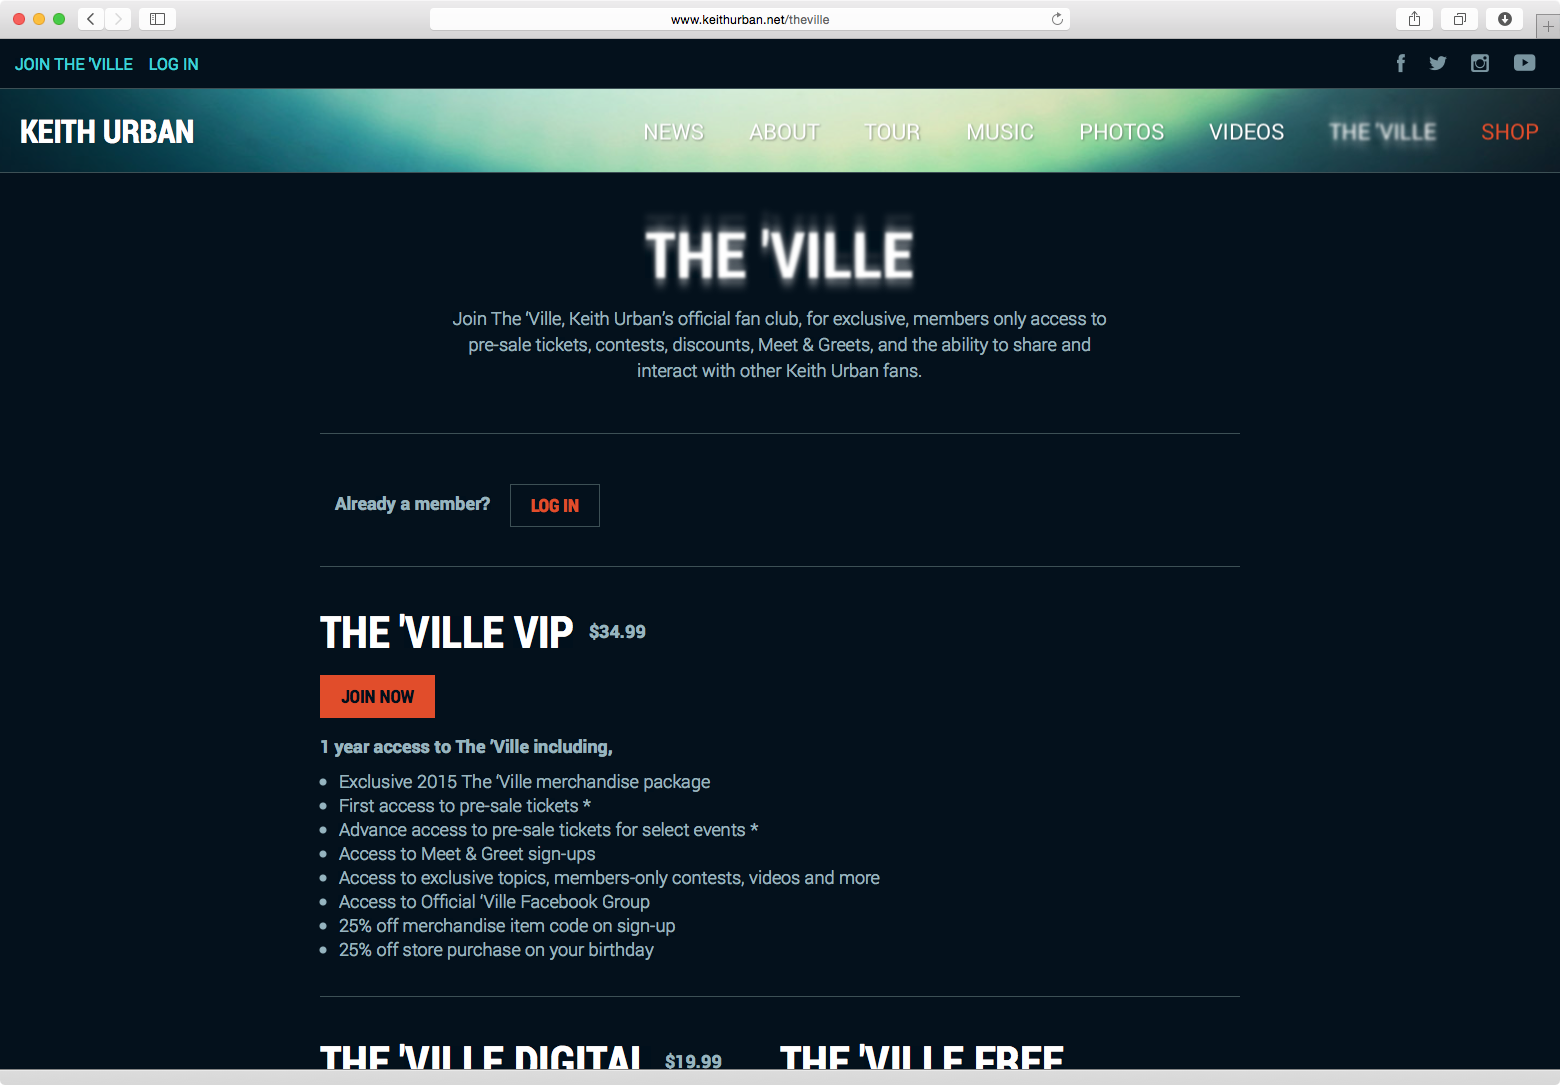 www.keithurban.net/theville
JOIN THE 'VILLE LOG IN
KEITH URBAN
NEWS ABOUT TOUR MUSIC PHOTOS VIDEOS THE 'VILLE SHOP
THE 'VILLE
Join The ‘Ville, Keith Urban’s official fan club, for exclusive, members only access to
pre-sale tickets, contests, discounts, Meet & Greets, and the ability to share and
interact with other Keith Urban fans.
Already a member? LOG IN
THE 'VILLE VIP $34.99
JOIN NOW
1 year access to The ’Ville including,
• Exclusive 2015 The ‘Ville merchandise package
• First access to pre-sale tickets *
• Advance access to pre-sale tickets for select events *
• Access to Meet & Greet sign-ups
• Access to exclusive topics, members-only contests, videos and more
• Access to Official ‘Ville Facebook Group
• 25% off merchandise item code on sign-up
• 25% off store purchase on your birthday
THE 'VILLE DIGITAL $19.99 THE 'VILLE FREE